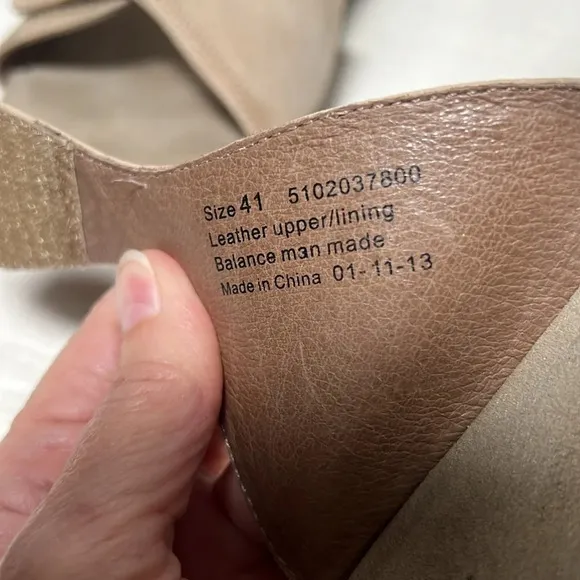 Size 41 5102037800
Leather upper/lining
Balance man made
Made in China 01-11-13